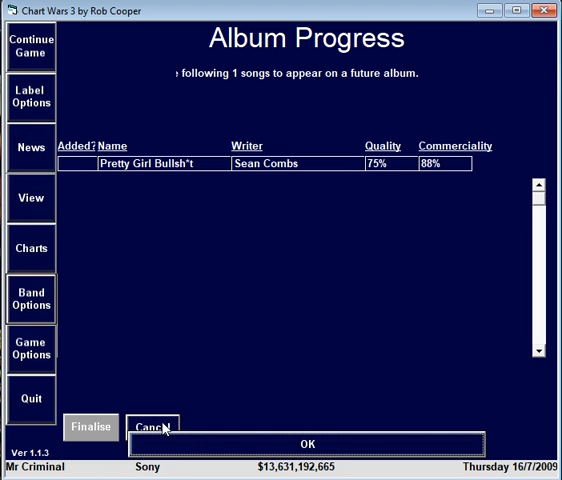 Chart Wars 3 by Rob Cooper
Album Progress
following 1 songs to appear on a future album.
Continue
Game
Label
Options
News
View
Charts
Band
Options
Game
Options
Quit
Added? Name Writer Quality Commerciality
Pretty Girl Bullsh*t Sean Combs 75% 88%
Finalise Cancel
OK
Ver 1.1.3
Mr Criminal Sony $13,631,192,665 Thursday 16/7/2009